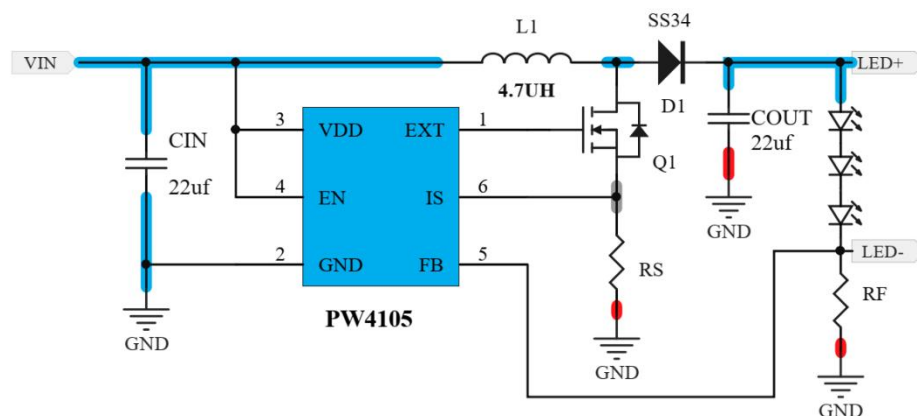 SS34
L1
VIN
LED+
4.7UH
D1
CIN
22uf
3
VDD
EXT
1
COUT
22uf
Q1
4
EN
IS
6
GND
2
GND
FB
5
LED-
RS
RF
PW4105
GND
GND
GND